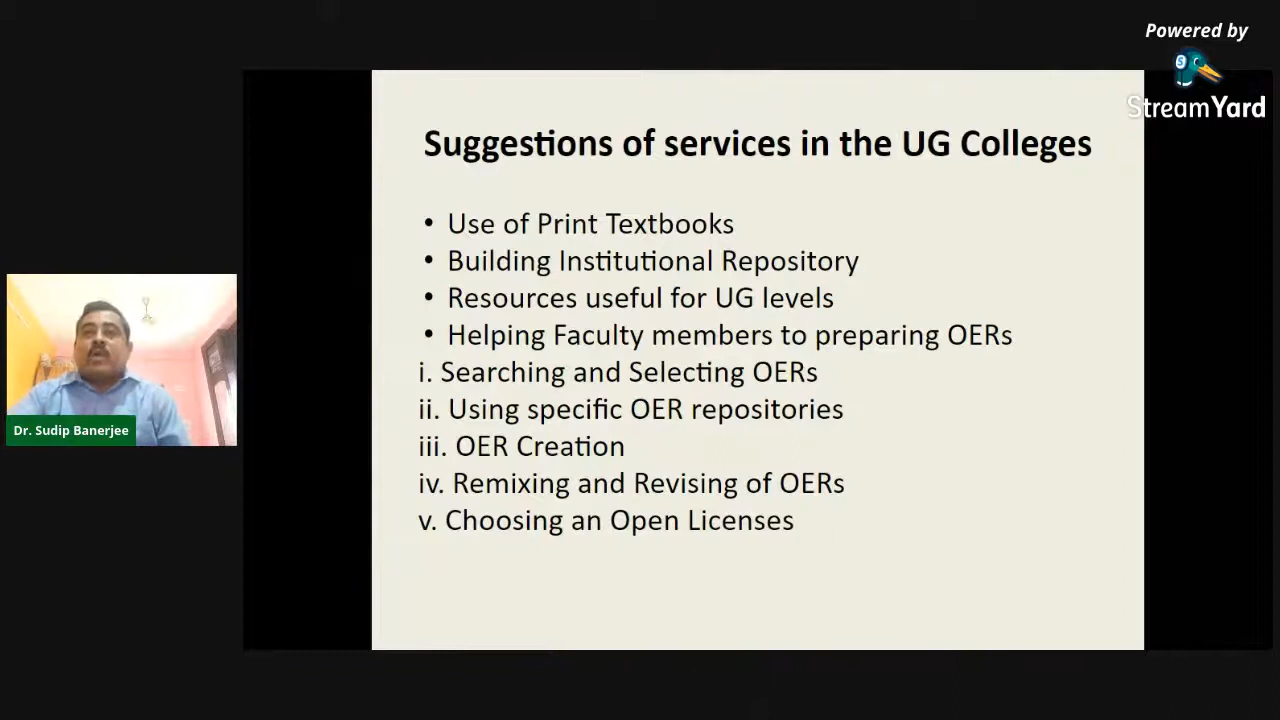 Powered by
StreamYard
Suggestions of services in the UG Colleges
• Use of Print Textbooks
• Building Institutional Repository
• Resources useful for UG levels
• Helping Faculty members to preparing OERs
i. Searching and Selecting OERs
ii. Using specific OER repositories
iii. OER Creation
iv. Remixing and Revising of OERs
v. Choosing an Open Licenses
Dr. Sudip Banerjee